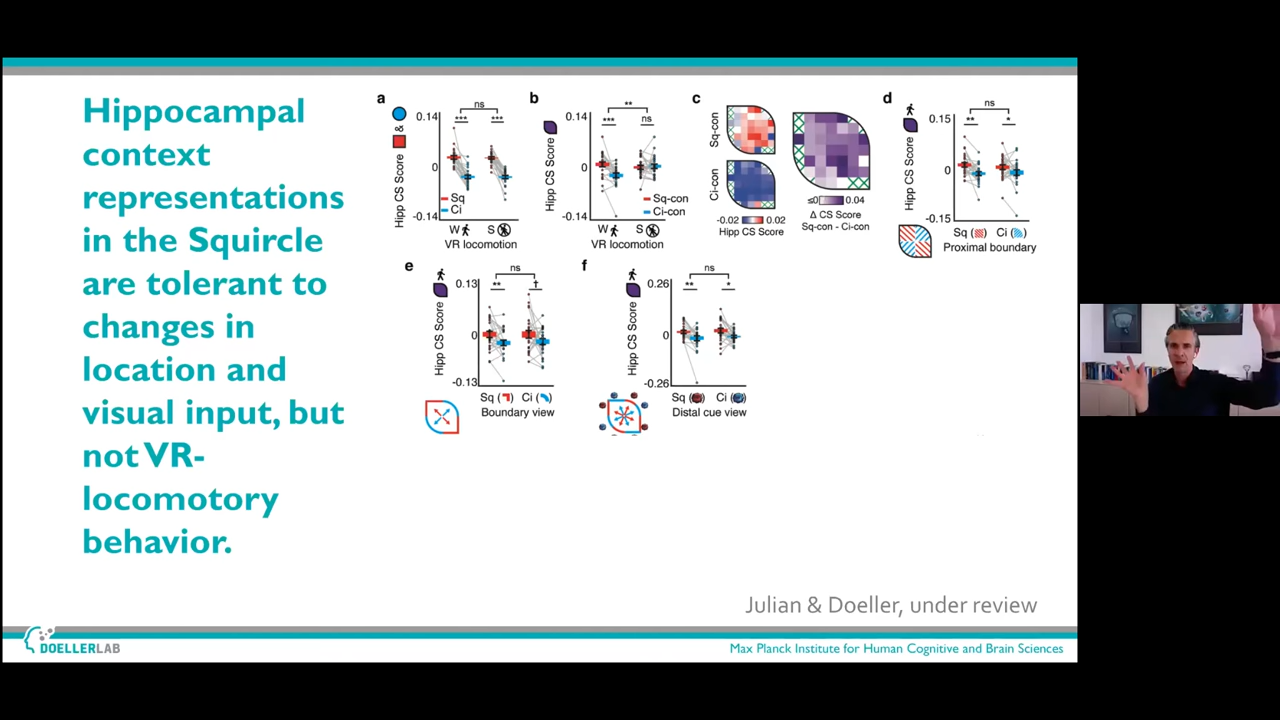 Hippocampal
context
representations
in the Squircle
are tolerant to
changes in
location and
visual input, but
not VR-
locomotory
behavior.
a
Hipp CS Score &
0.14
0
-0.14
ns
*** ***
Sq
Ci
W S
VR locomotion
b
Hipp CS Score
0.14
0
-0.14
**
*** ns
Sq-con
Ci-con
W S
VR locomotion
c
Sq-con
Ci-con
-0.02 0.02
Hipp CS Score
≤0 0.04
Δ CS Score
Sq-con - Ci-con
d
Hipp CS Score
0.15
0
-0.15
ns
** *
Sq ( ) Ci ( )
Proximal boundary
e
Hipp CS Score
0.13
0
-0.13
ns
** †
Sq ( ) Ci ( )
Boundary view
f
Hipp CS Score
0.26
0
-0.26
ns
** *
Sq ( ) Ci ( )
Distal cue view
Julian & Doeller, under review
DOELLERLAB
Max Planck Institute for Human Cognitive and Brain Sciences